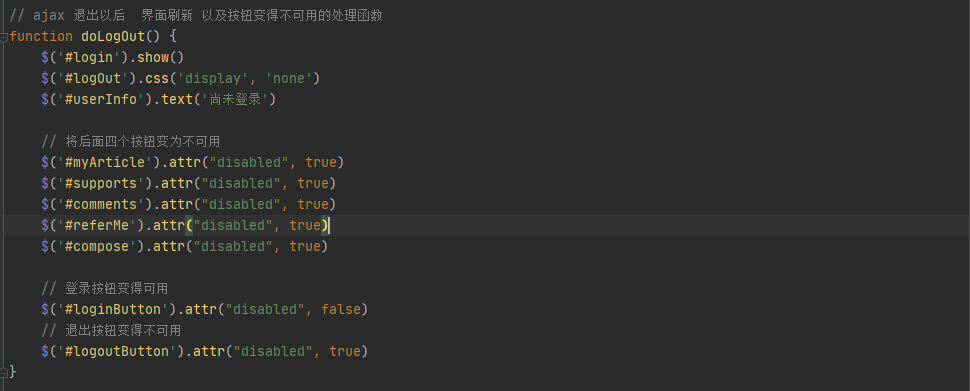 // ajax 退出以后  界面刷新 以及按钮变得不可用的处理函数
function doLogOut() {
    $('#login').show()
    $('#logOut').css('display', 'none')
    $('#userInfo').text('尚未登录')

    // 将后面四个按钮变为不可用
    $('#myArticle').attr("disabled", true)
    $('#supports').attr("disabled", true)
    $('#comments').attr("disabled", true)
    $('#referMe').attr("disabled", true)
    $('#compose').attr("disabled", true)

    // 登录按钮变得可用
    $('#loginButton').attr("disabled", false)
    // 退出按钮变得不可用
    $('#logoutButton').attr("disabled", true)
}